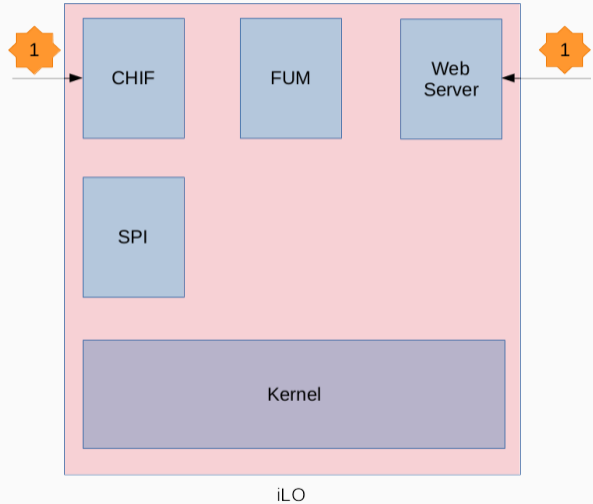 1
1
CHIF
FUM
Web
Server
SPI
Kernel
iLO